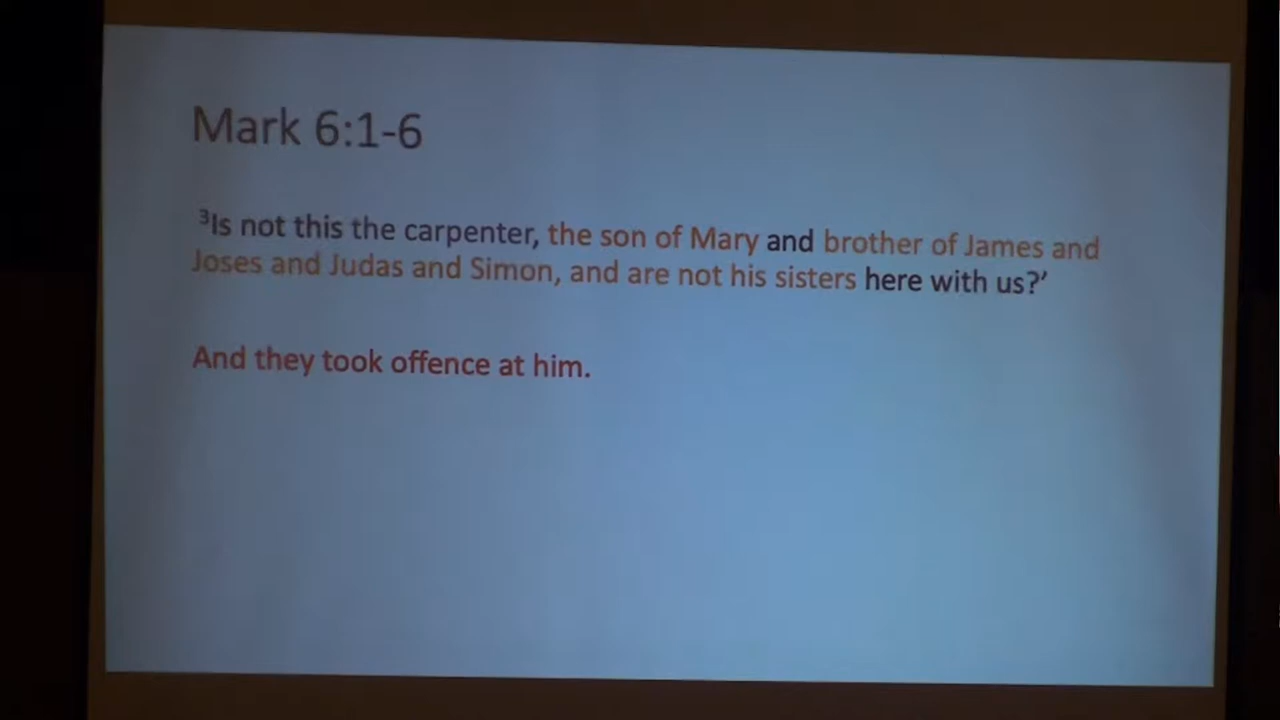 Mark 6:1-6
³Is not this the carpenter, the son of Mary and brother of James and
Joses and Judas and Simon, and are not his sisters here with us?’
And they took offence at him.